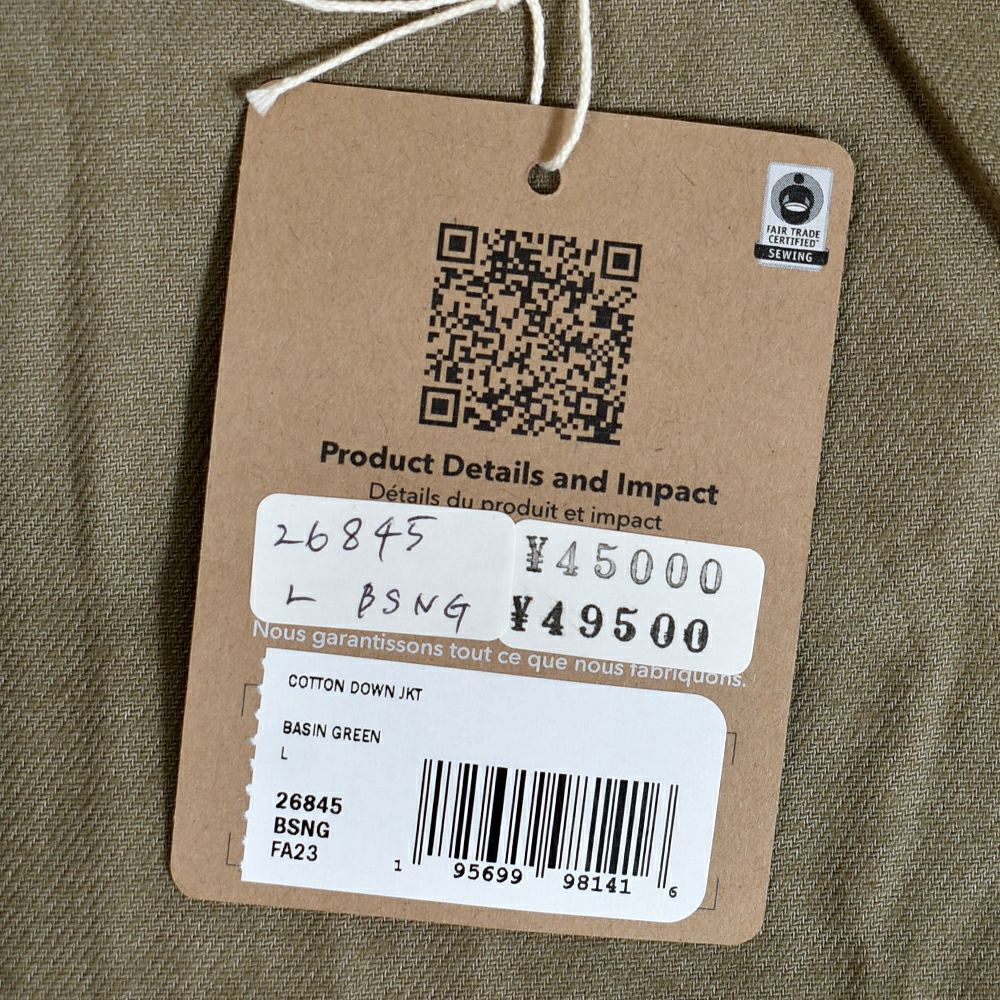 FAIR TRADE
CERTIFIED™
SEWING
Product Details and Impact
Détails du produit et impact
26845
L BSNG
¥45000
¥49500
Nous garantissons tout ce que nous fabriquons.
COTTON DOWN JKT
BASIN GREEN
L
26845
BSNG
FA23
1 95699 98141 6